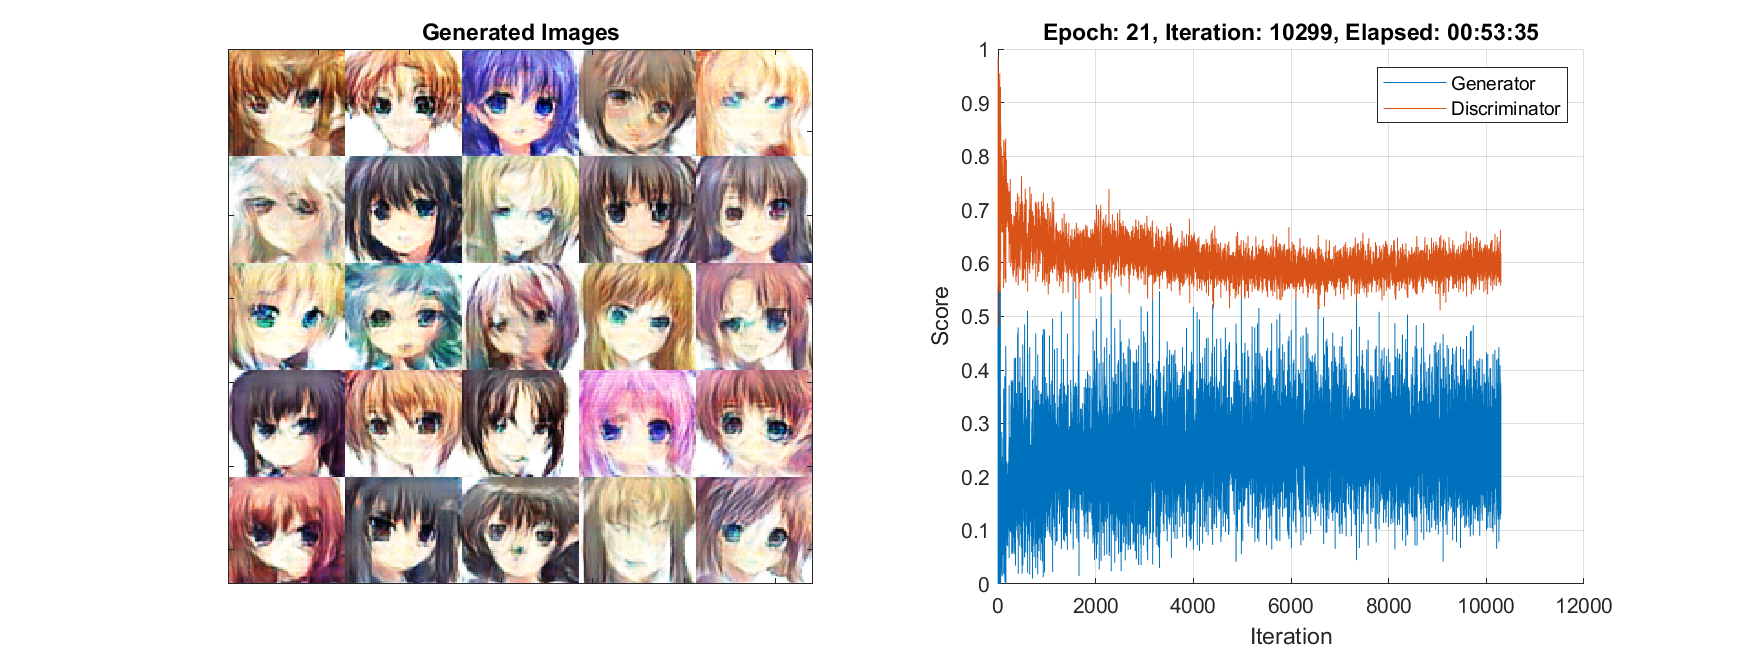 Generated Images
Epoch: 21, Iteration: 10299, Elapsed: 00:53:35
Generator
Discriminator
1
0.9
0.8
0.7
0.6
0.5
0.4
0.3
0.2
0.1
0
Score
0 2000 4000 6000 8000 10000 12000
Iteration